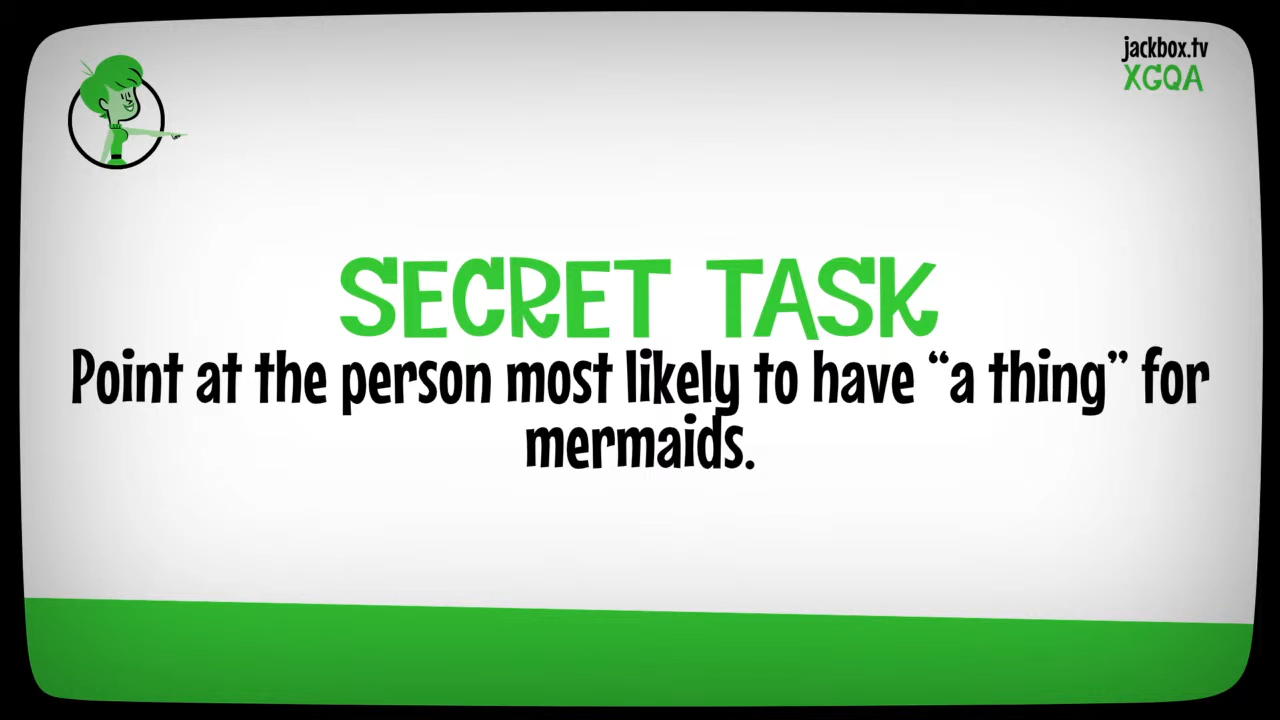 jackbox.tv
XGQA
SECRET TASK
Point at the person most likely to have “a thing” for
mermaids.